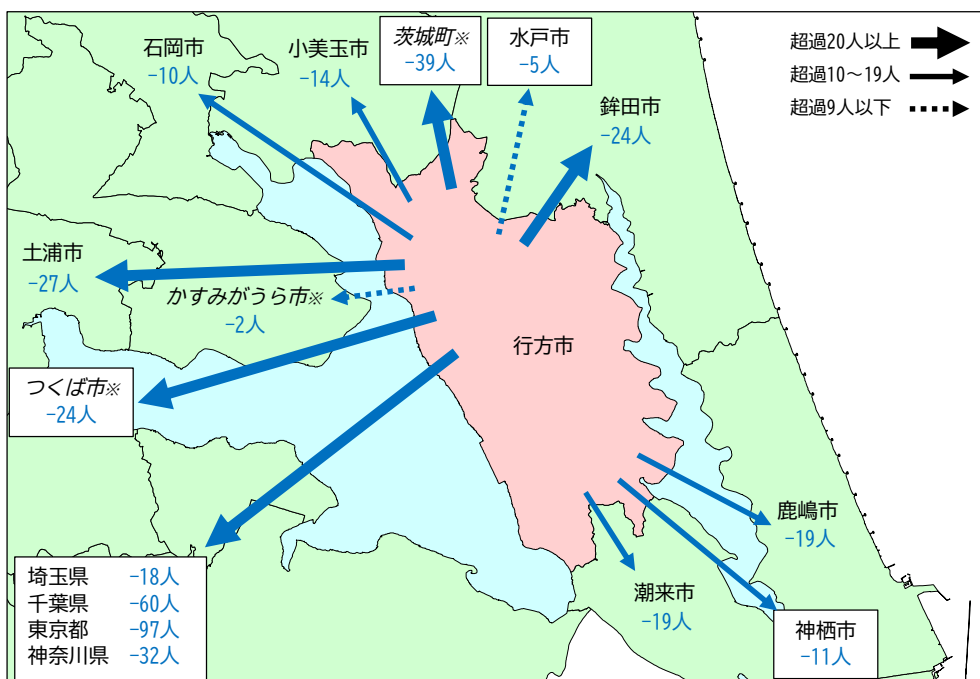 石岡市
-10人
小美玉市
-14人
茨城町※
-39人
水戸市
-5人
鉾田市
-24人
超過20人以上
超過10～19人
超過9人以下
土浦市
-27人
かすみがうら市※
-2人
行方市
つくば市※
-24人
鹿嶋市
-19人
潮来市
-19人
神栖市
-11人
埼玉県 -18人
千葉県 -60人
東京都 -97人
神奈川県 -32人